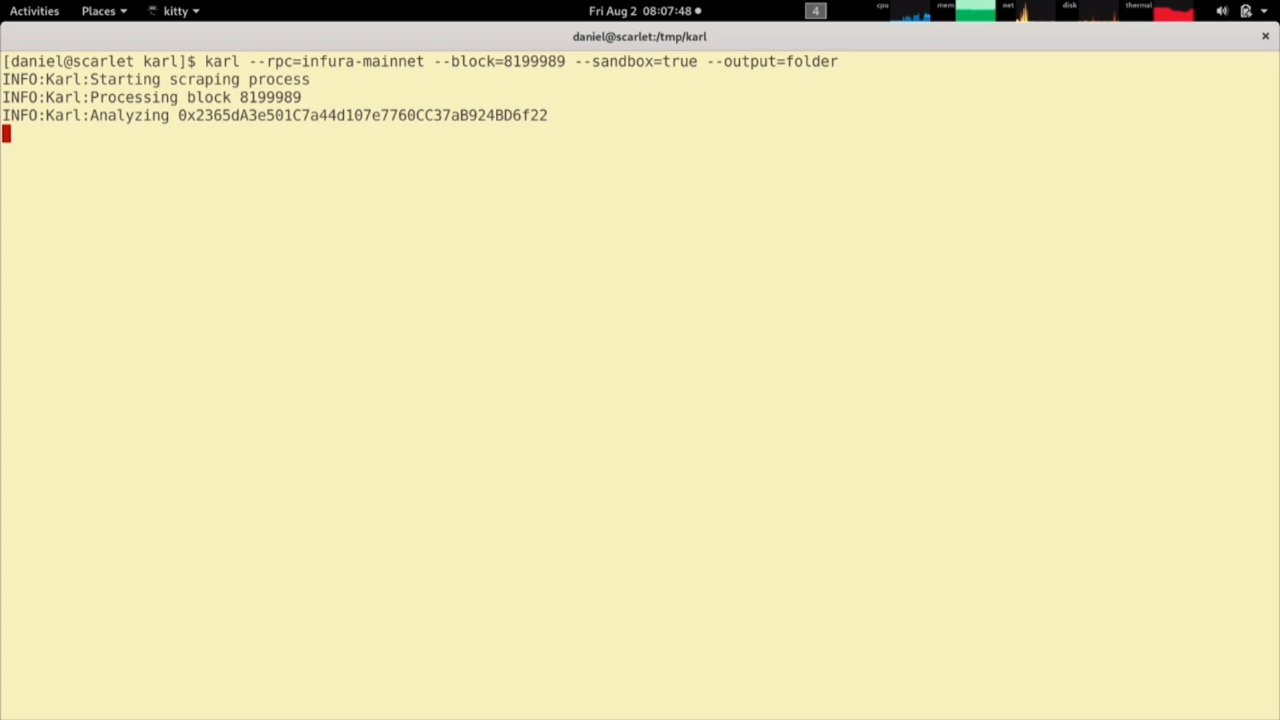 Activities Places kitty Fri Aug 2 08:07:48 4 cpu mem net disk thermal
daniel@scarlet:/tmp/karl ×
[daniel@scarlet karl]$ karl --rpc=infura-mainnet --block=8199989 --sandbox=true --output=folder
INFO:Karl:Starting scraping process
INFO:Karl:Processing block 8199989
INFO:Karl:Analyzing 0x2365dA3e501C7a44d107e7760CC37aB924BD6f22